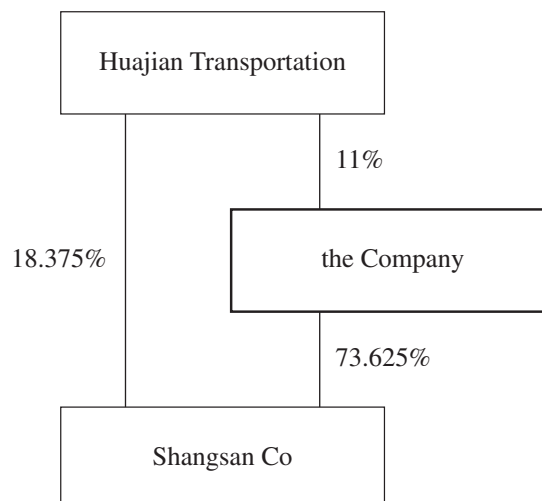 Huajian Transportation
11%
18.375%
the Company
73.625%
Shangsan Co